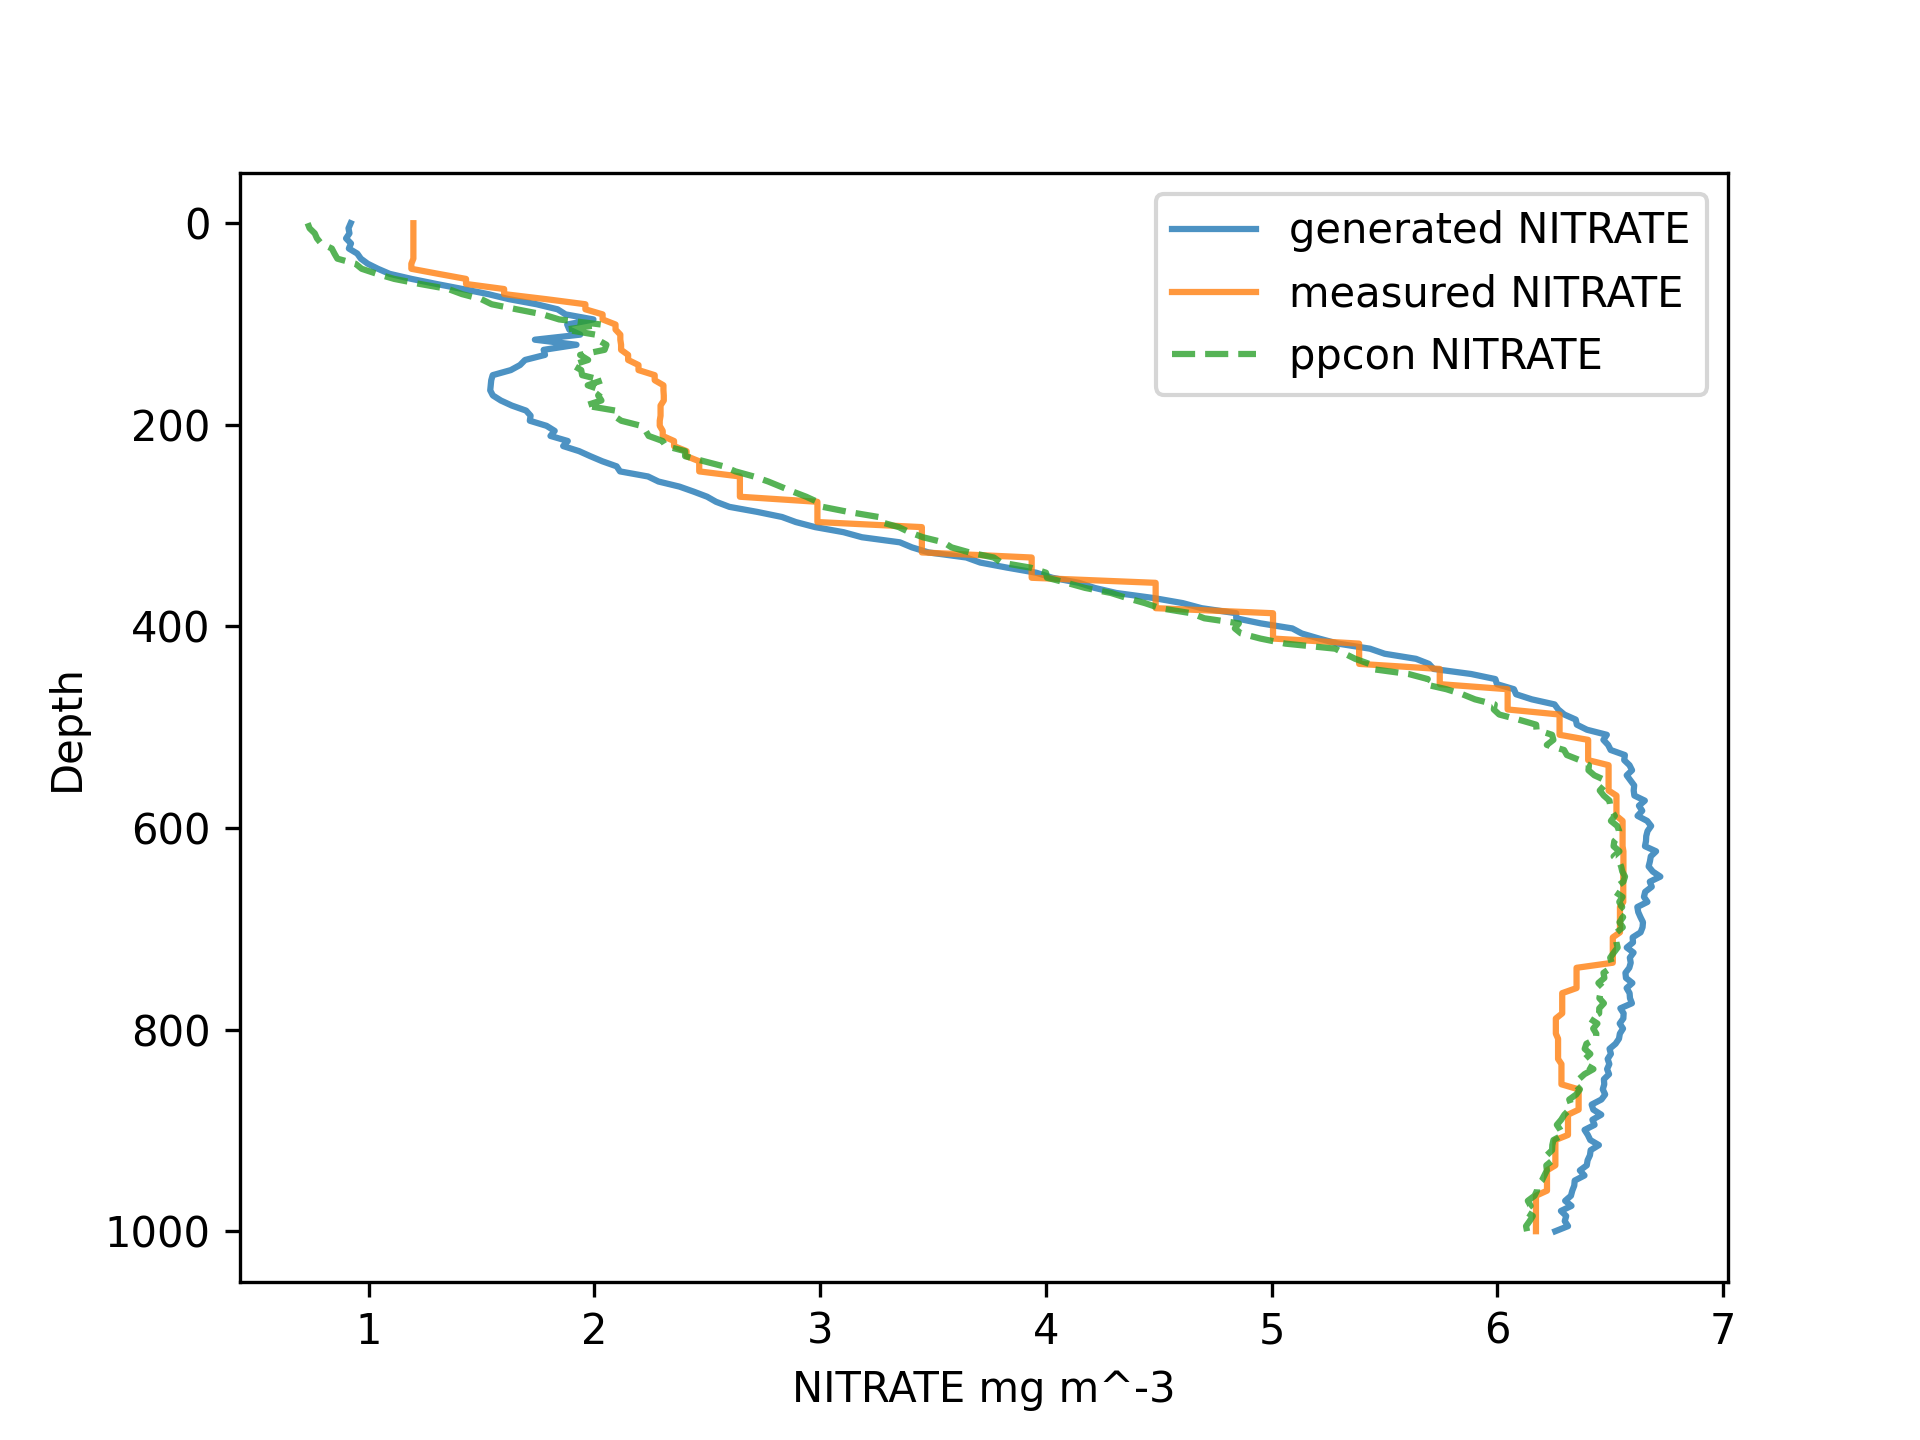 generated NITRATE
measured NITRATE
ppcon NITRATE
0
200
400
600
800
1000
Depth
1 2 3 4 5 6 7
NITRATE mg m^-3